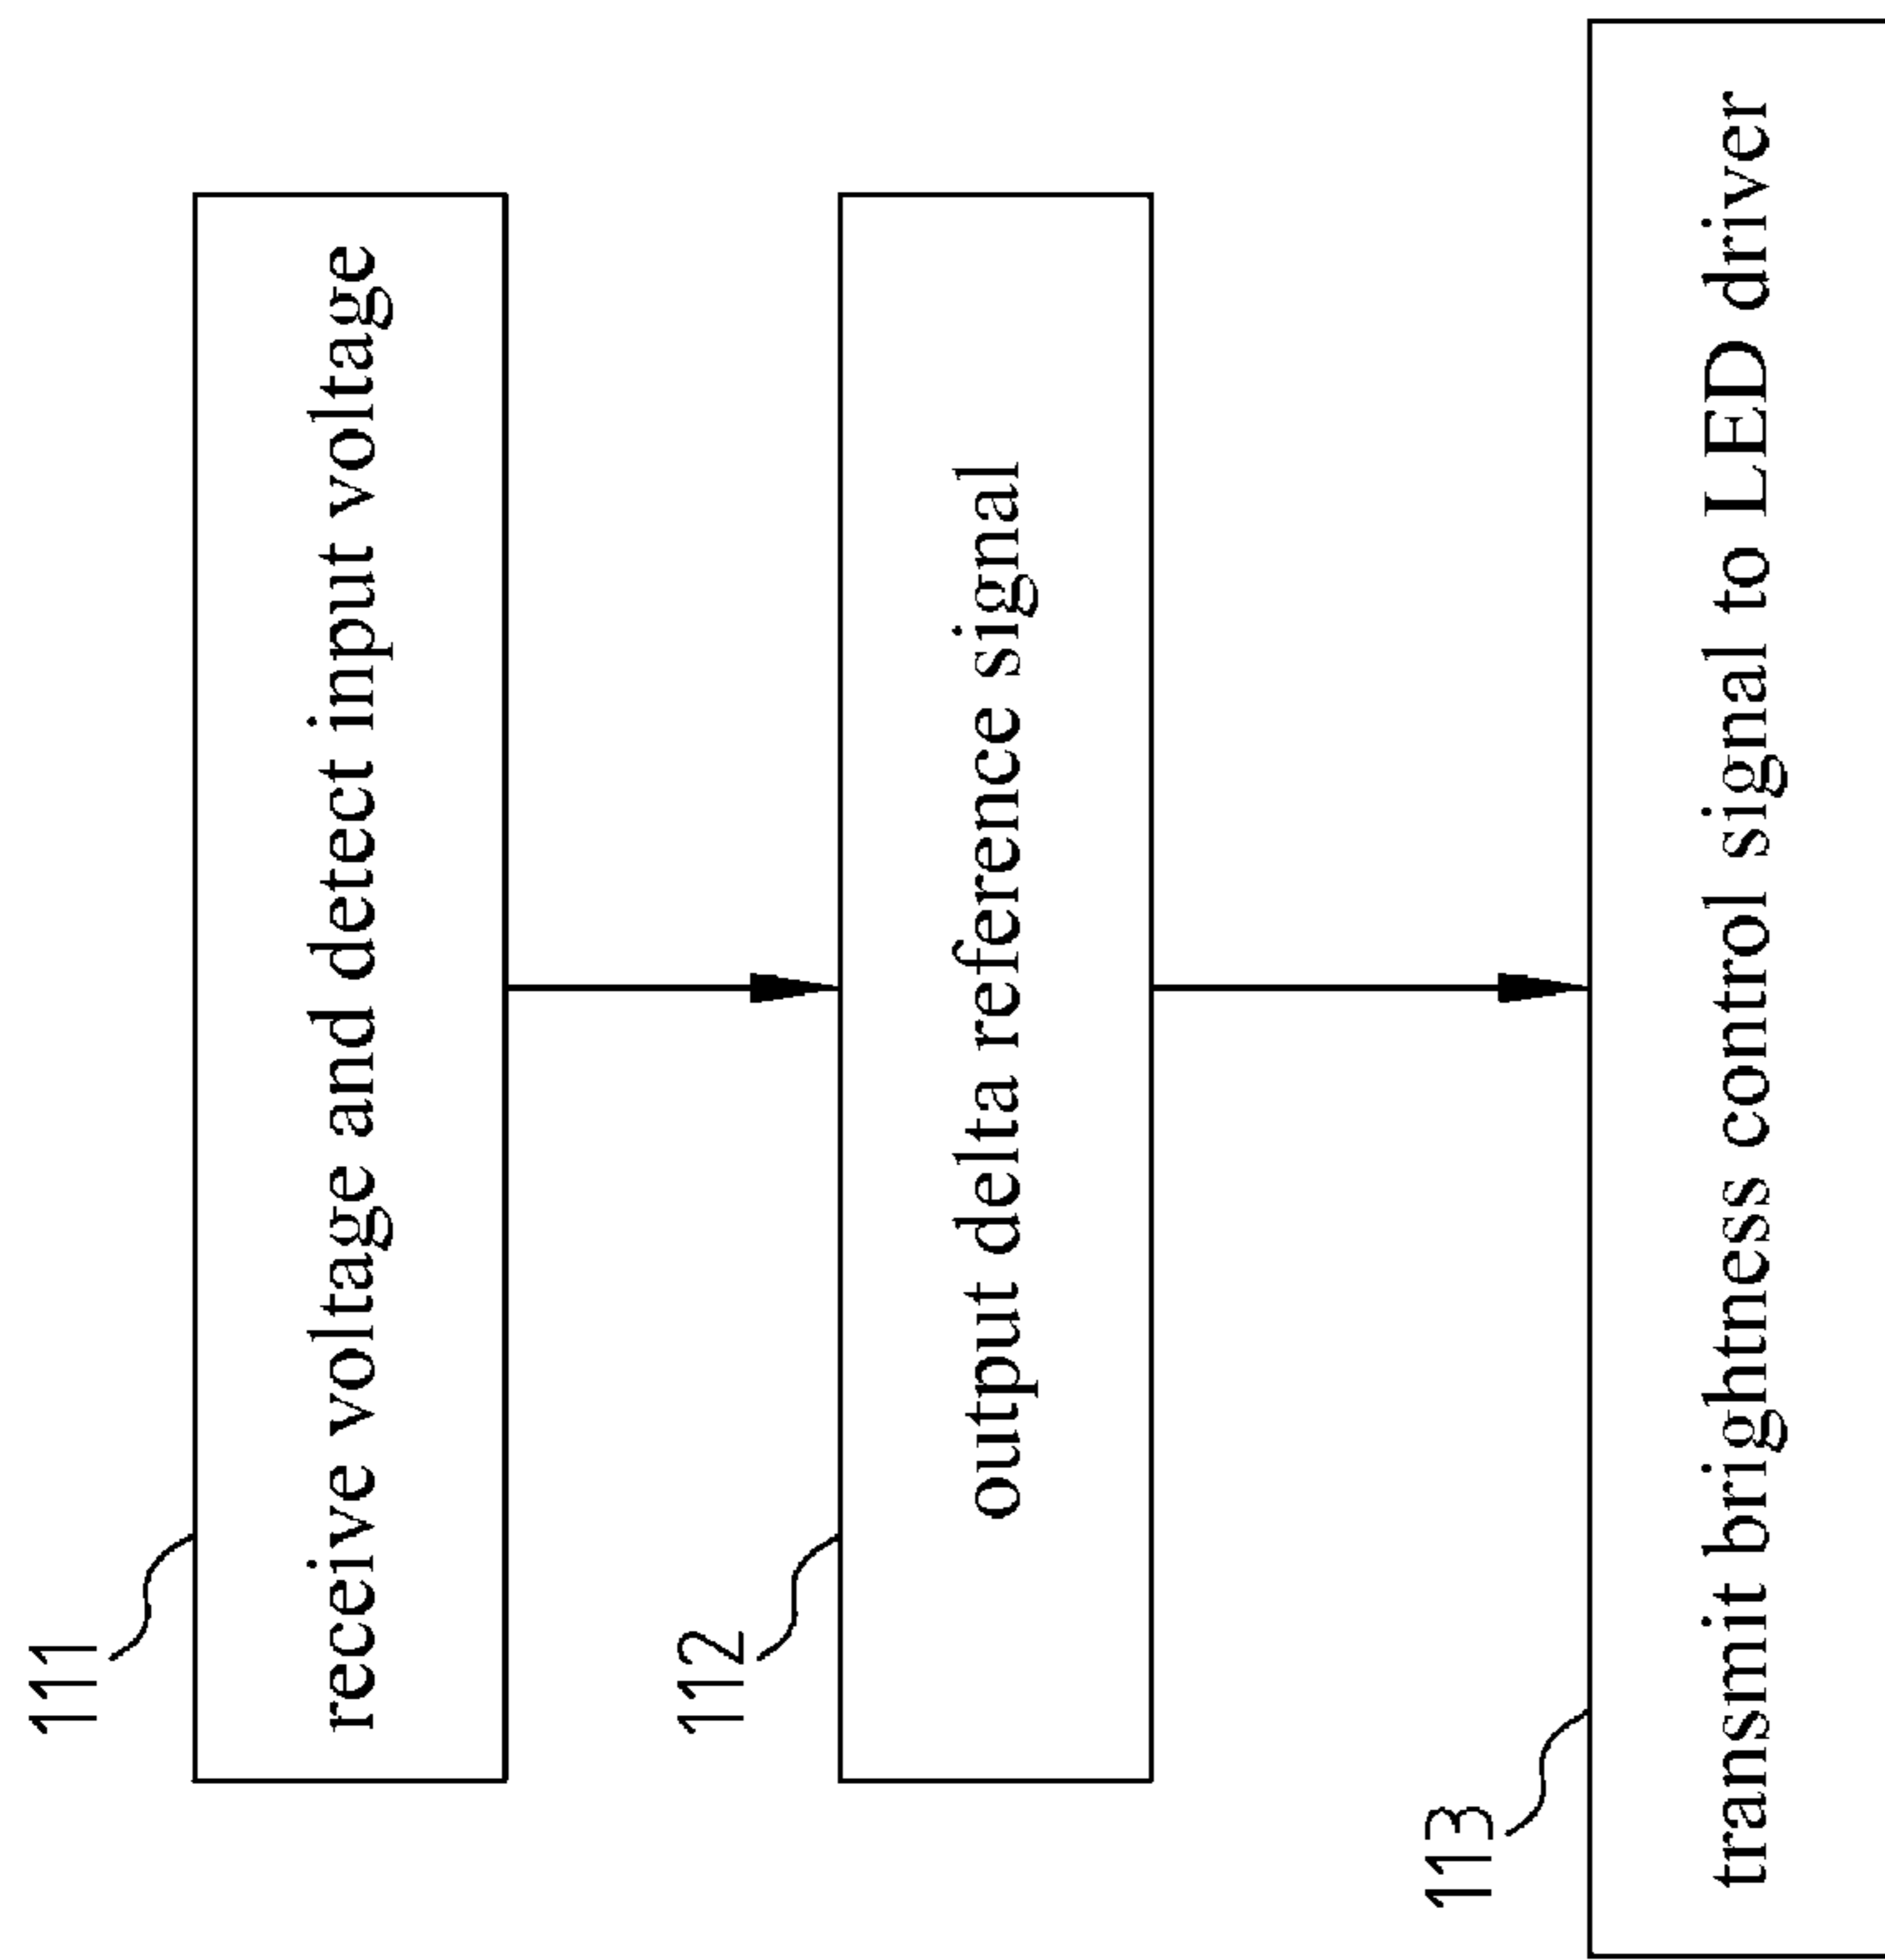 111
receive voltage and detect input voltage
112
output delta reference signal
113
transmit brightness control signal to LED driver